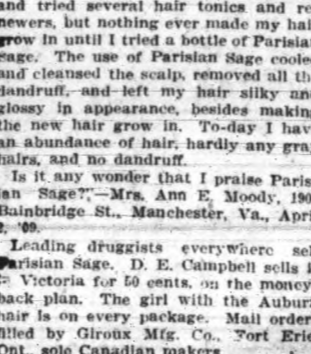 and tried several hair tonics and re
newers, but nothing ever made my hai
grow in until I tried a bottle of Parisia
Sage. The use of Parisian Sage coole
and cleansed the scalp, removed all th
dandruff, and left my hair silky an
glossy in appearance, besides makin
the new hair grow in. To-day I hav
an abundance of hair, hardly any gra
hairs, and no dandruff.
Is it any wonder that I praise Paris
ian Sage?"—Mrs. Ann E. Moody, 190
Bainbridge St., Manchester, Va., Apri
2, '09.
Leading druggists everywhere sel
Parisian Sage. D. E. Campbell sells i
Victoria for 50 cents, on the money
back plan. The girl with the Aubur
hair is on every package. Mail order
filled by Giroux Mfg. Co., Fort Erie
Ont., sole Canadian makers